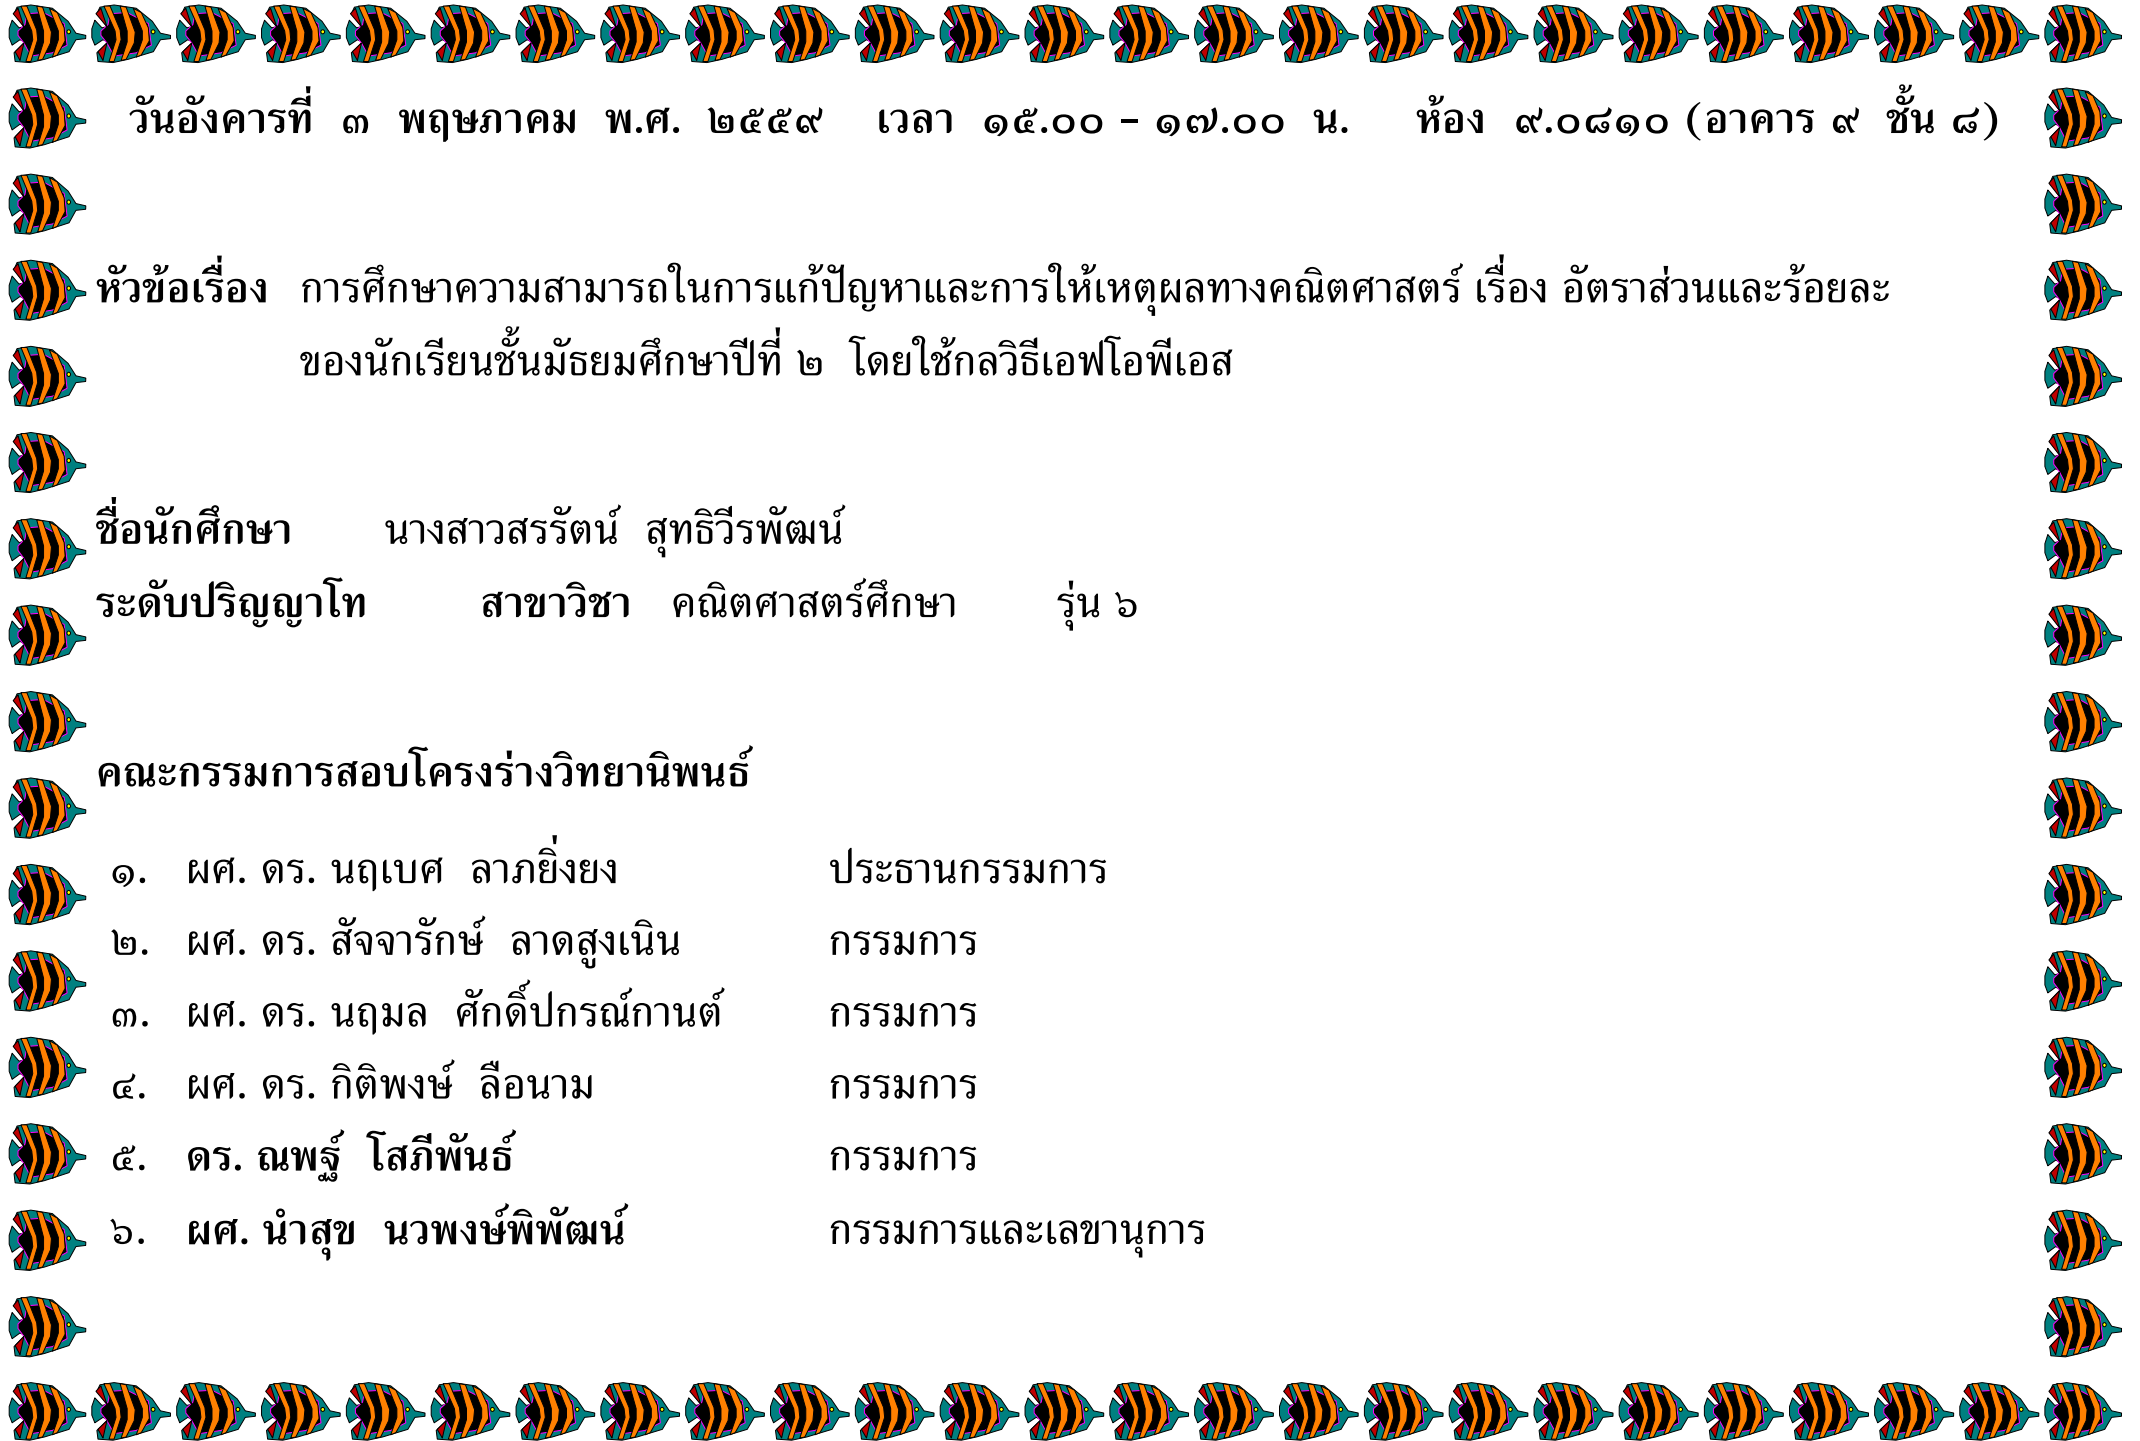 วันอังคารที่ ๓ พฤษภาคม พ.ศ. ๒๕๕๙ เวลา ๑๕.๐๐ – ๑๗.๐๐ น. ห้อง ๙.๐๘๑๐ (อาคาร ๙ ชั้น ๘)
หัวข้อเรื่อง การศึกษาความสามารถในการแก้ปัญหาและการให้เหตุผลทางคณิตศาสตร์ เรื่อง อัตราส่วนและร้อยละ
ของนักเรียนชั้นมัธยมศึกษาปีที่ ๒ โดยใช้กลวิธีเอฟโอพีเอส
ชื่อนักศึกษา นางสาวสรรัตน์ สุทธิวีรพัฒน์
ระดับปริญญาโท สาขาวิชา คณิตศาสตร์ศึกษา รุ่น ๖
คณะกรรมการสอบโครงร่างวิทยานิพนธ์
๑. ผศ. ดร. นฤเบศ ลาภยิ่งยง ประธานกรรมการ
๒. ผศ. ดร. สัจจารักษ์ ลาดสูงเนิน กรรมการ
๓. ผศ. ดร. นฤมล ศักดิ์ปกรณ์กานต์ กรรมการ
๔. ผศ. ดร. กิติพงษ์ ลือนาม กรรมการ
๕. ดร. ณพฐ์ โสภีพันธ์ กรรมการ
๖. ผศ. นำสุข นวพงษ์พิพัฒน์ กรรมการและเลขานุการ